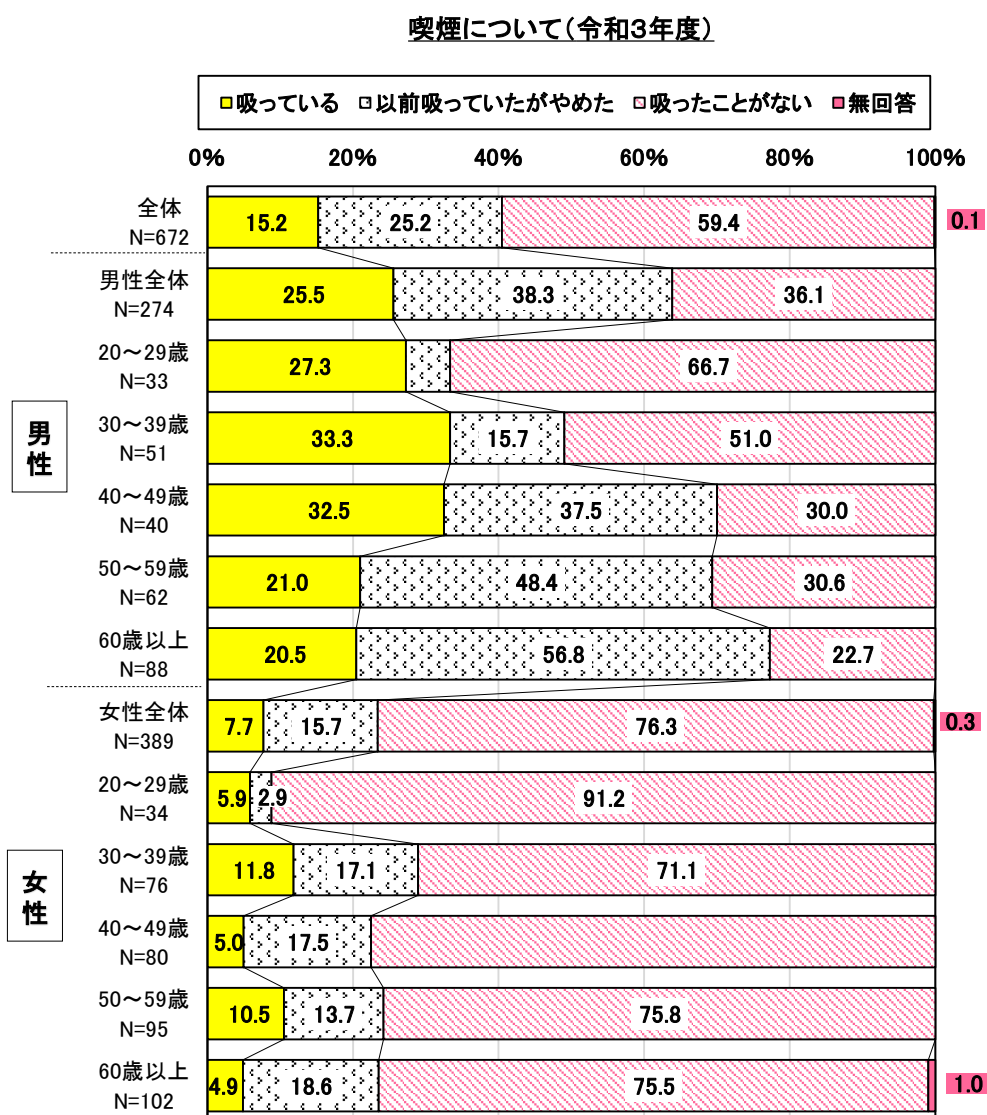 喫煙について(令和3年度)
吸っている 以前吸っていたがやめた 吸ったことがない 無回答
0% 20% 40% 60% 80% 100%
全体
N=672
15.2 25.2 59.4 0.1
男性全体
N=274
25.5 38.3 36.1
20～29歳
N=33
27.3 66.7
男性
30～39歳
N=51
33.3 15.7 51.0
40～49歳
N=40
32.5 37.5 30.0
50～59歳
N=62
21.0 48.4 30.6
60歳以上
N=88
20.5 56.8 22.7
女性全体
N=389
7.7 15.7 76.3 0.3
20～29歳
N=34
5.9 2.9 91.2
30～39歳
N=76
11.8 17.1 71.1
女性
40～49歳
N=80
5.0 17.5
50～59歳
N=95
10.5 13.7 75.8
60歳以上
N=102
4.9 18.6 75.5 1.0